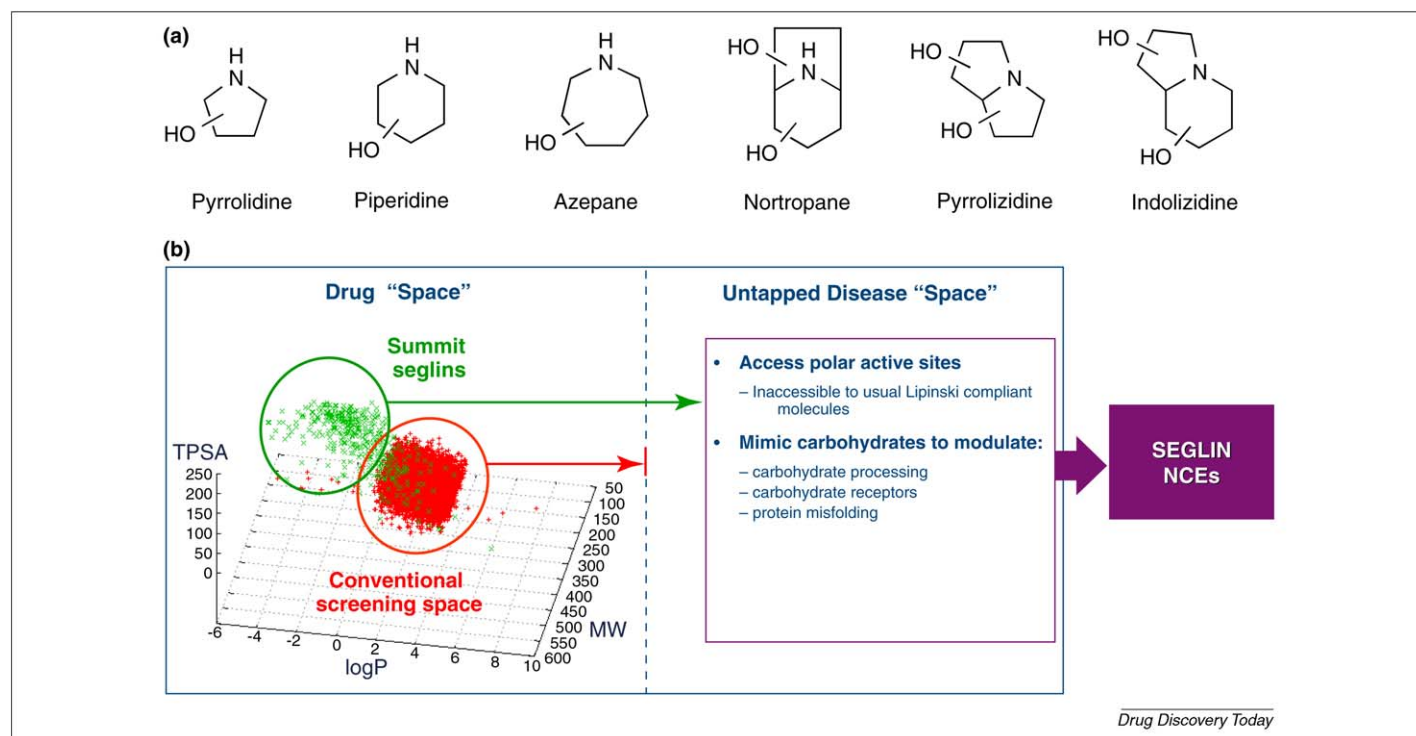 (a)
H
N
HO
H
N
HO
H
N
HO
HO
H
N
HO
HO
N
HO
HO
N
HO
Pyrrolidine
Piperidine
Azepane
Nortropane
Pyrrolizidine
Indolizidine
(b)
Drug “Space”
Untapped Disease “Space”
Summit
seglins
• Access polar active sites
– Inaccessible to usual Lipinski compliant
molecules
• Mimic carbohydrates to modulate:
– carbohydrate processing
– carbohydrate receptors
– protein misfolding
SEGLIN
NCEs
TPSA
250
200
150
100
50
0
Conventional
screening space
-6
-4
-2
0
2
4
6
8
10
logP
50
100
150
200
250
300
350
400
450
500
550
600
MW
Drug Discovery Today